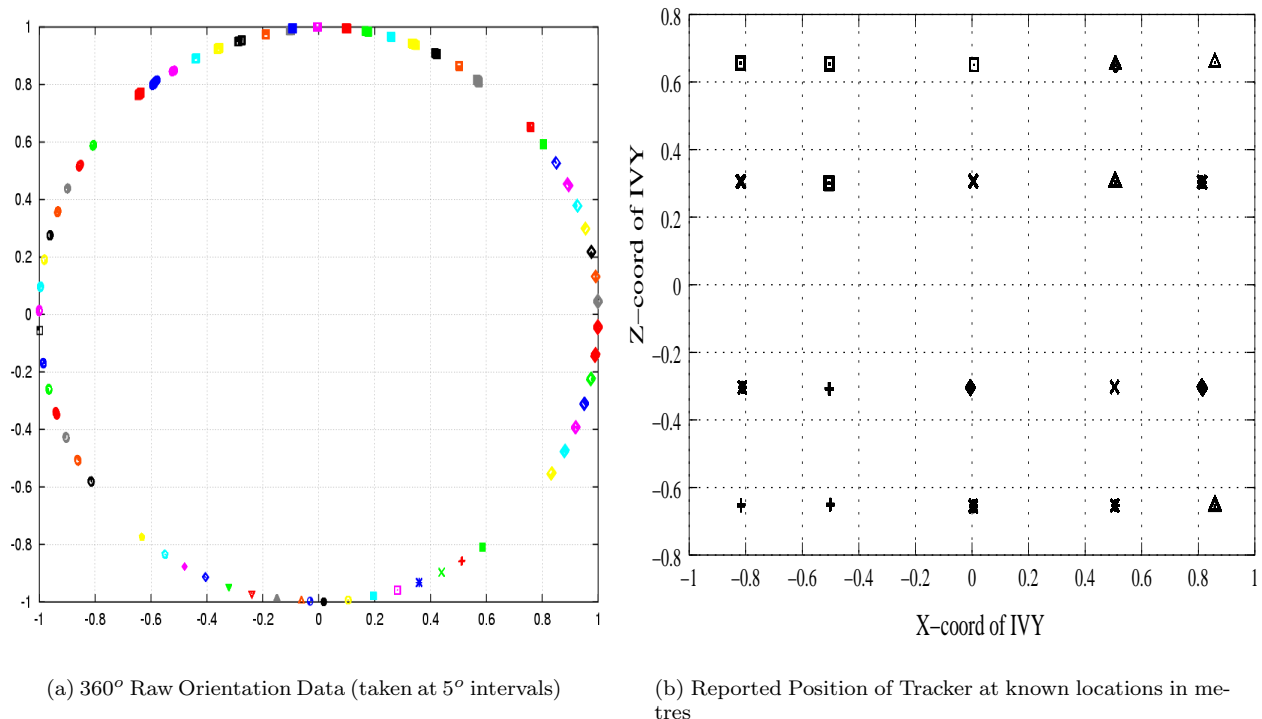 1
0.8
0.6
0.4
0.2
0
-0.2
-0.4
-0.6
-0.8
-1
-1 -0.8 -0.6 -0.4 -0.2 0 0.2 0.4 0.6 0.8 1
(a) 360° Raw Orientation Data (taken at 5° intervals)
0.8
0.6
0.4
0.2
0
−0.2
−0.4
−0.6
−0.8
−1 −0.8 −0.6 −0.4 −0.2 0 0.2 0.4 0.6 0.8 1
Z−coord of IVY
X−coord of IVY
(b) Reported Position of Tracker at known locations in me-
tres